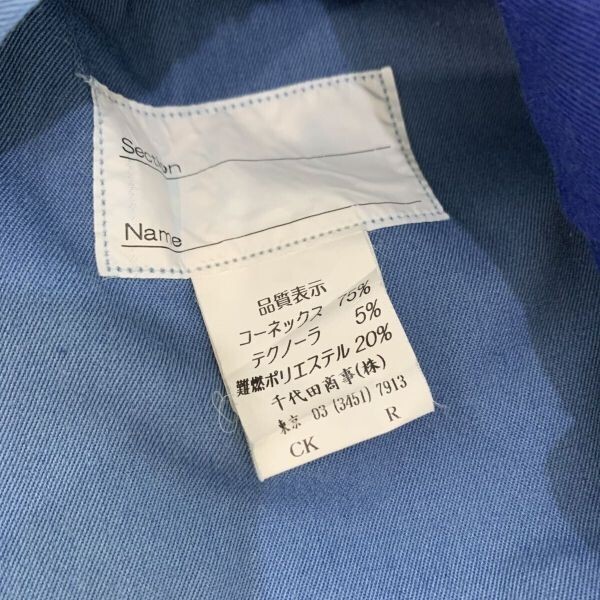 Section
Name
品質表示
コーネックス 75%
テクノーラ 5%
難燃ポリエステル 20%
千代田商事(株)
東京 03 (3451) 7913
CK R